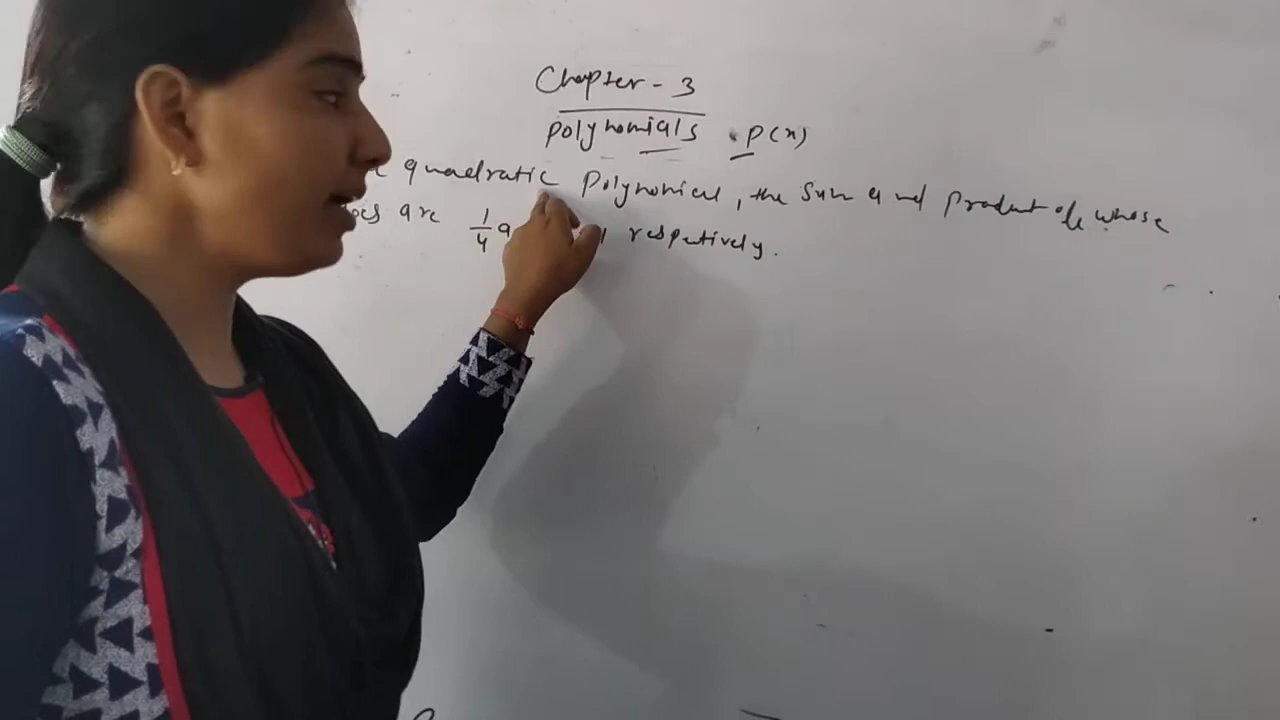 Chapter - 3
Polynomials P(x)
quadratic Polynomial, the Sum and Product of whose
are 1/4 respectively.